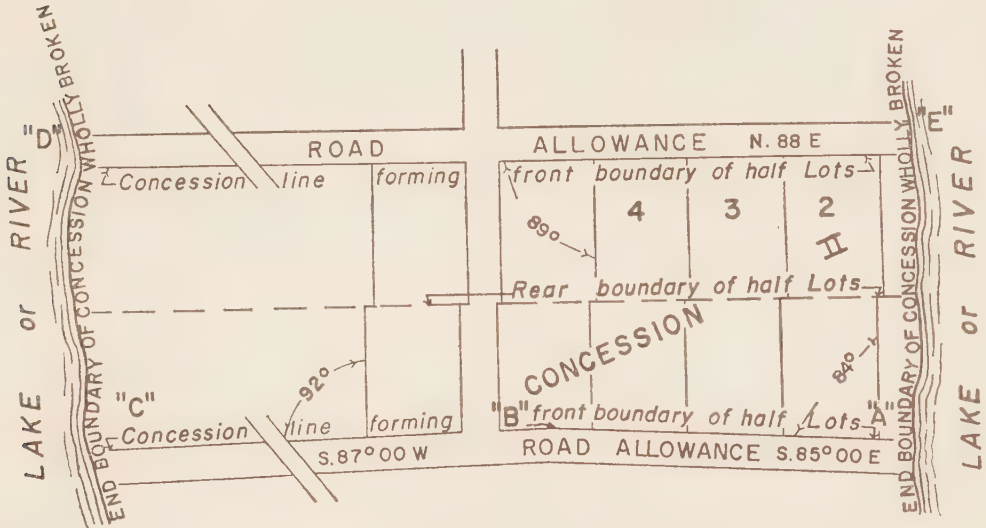 END BOUNDARY OF CONCESSION WHOLLY BROKEN
LAKE or RIVER
"D"
"E"
END BOUNDARY OF CONCESSION WHOLLY BROKEN
LAKE or RIVER
ROAD ALLOWANCE N. 88 E
Concession line forming front boundary of half Lots
4 3 2
II
89°
Rear boundary of half Lots
CONCESSION
92°
84°
"C" "B" "A"
Concession line forming front boundary of half Lots
S.87°00 W ROAD ALLOWANCE S.85°00 E